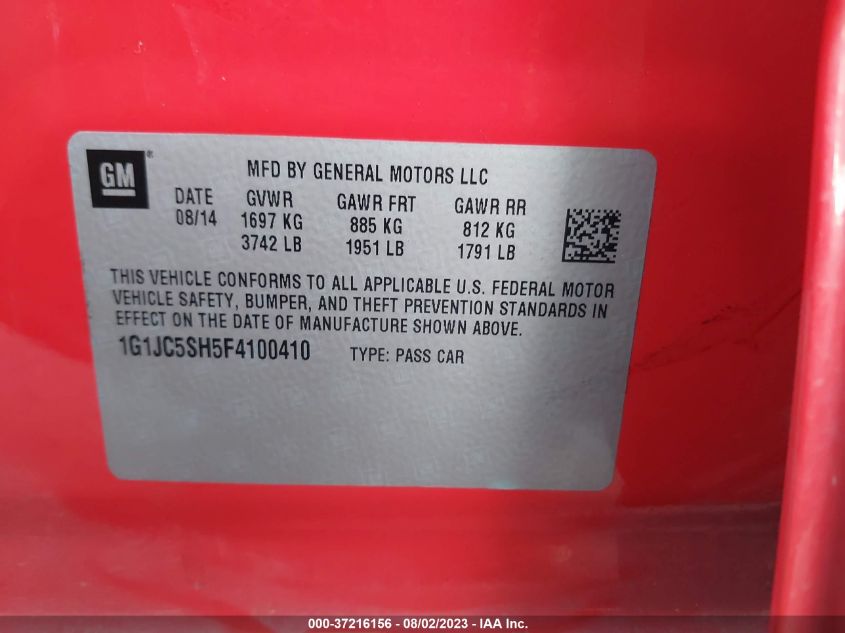 GM
MFD BY GENERAL MOTORS LLC
DATE GVWR GAWR FRT GAWR RR
08/14 1697 KG 885 KG 812 KG
3742 LB 1951 LB 1791 LB
THIS VEHICLE CONFORMS TO ALL APPLICABLE U.S. FEDERAL MOTOR
VEHICLE SAFETY, BUMPER, AND THEFT PREVENTION STANDARDS IN
EFFECT ON THE DATE OF MANUFACTURE SHOWN ABOVE.
1G1JC5SH5F4100410 TYPE: PASS CAR
000-37216156 - 08/02/2023 - IAA Inc.